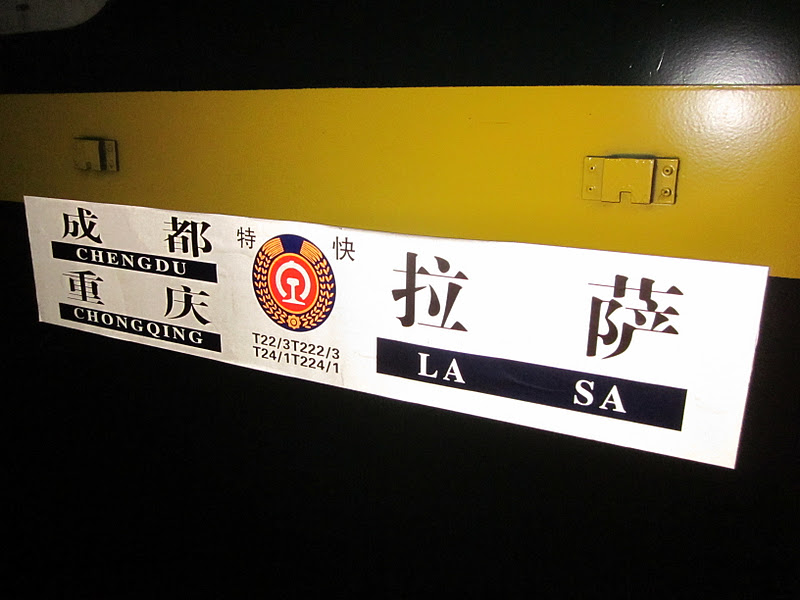 成都
CHENGDU
重庆
CHONGQING
特快
T22/3T222/3
T24/1T224/1
拉萨
LA SA